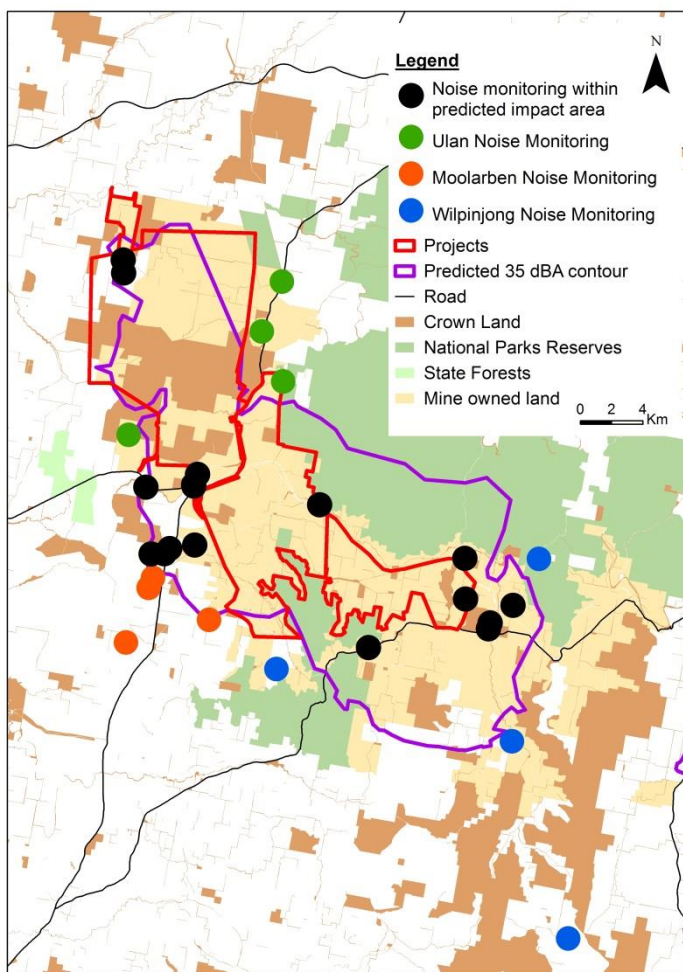 Legend
N
Noise monitoring within
predicted impact area
Ulan Noise Monitoring
Moolarben Noise Monitoring
Wilpinjong Noise Monitoring
Projects
Predicted 35 dBA contour
Road
Crown Land
National Parks Reserves
State Forests
Mine owned land
0 2 4
Km